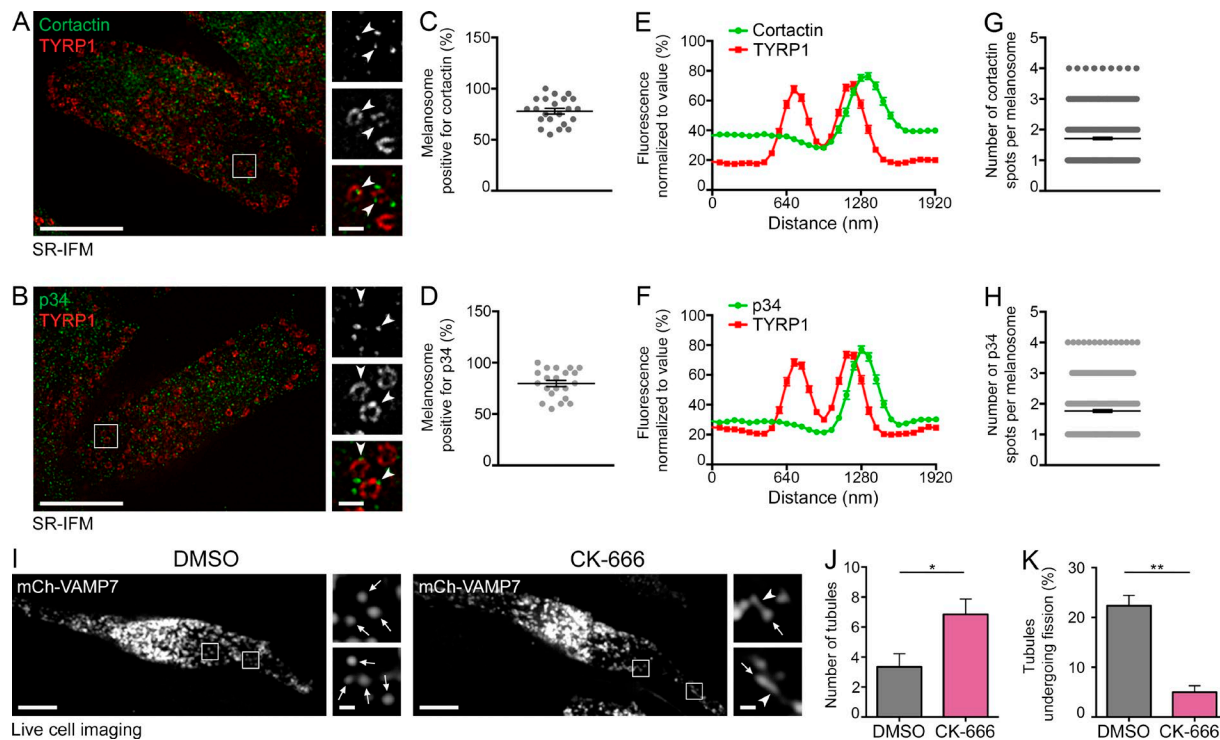 A
Cortactin
TYRP1
SR-IFM
C
Melanosome
positive for cortactin (%)
150
100
50
0
E
Cortactin
TYRP1
Fluorescence
normalized to value (%)
100
80
60
40
20
0
0
640
1280
1920
Distance (nm)
G
Number of cortactin
spots per melanosome
5
4
3
2
1
0
B
p34
TYRP1
SR-IFM
D
Melanosome
positive for p34 (%)
150
100
50
0
F
p34
TYRP1
Fluorescence
normalized to value (%)
100
80
60
40
20
0
0
640
1280
1920
Distance (nm)
H
Number of p34
spots per melanosome
5
4
3
2
1
0
I
DMSO
mCh-VAMP7
CK-666
mCh-VAMP7
Live cell imaging
J
Number of tubules
10
8
6
4
2
0
*
DMSO
CK-666
K
Tubules
undergoing fission (%)
30
20
10
0
**
DMSO
CK-666